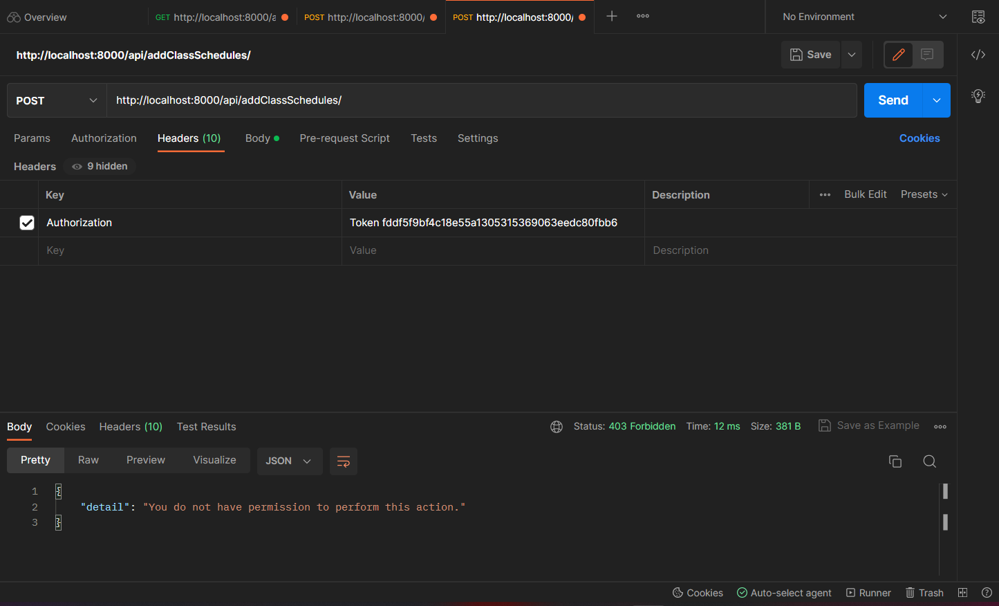 Overview
GET http://localhost:8000/a
POST http://localhost:8000/
POST http://localhost:8000/
No Environment
http://localhost:8000/api/addClassSchedules/
Save
POST
http://localhost:8000/api/addClassSchedules/
Send
Params
Authorization
Headers (10)
Body
Pre-request Script
Tests
Settings
Cookies
Headers
9 hidden
Key
Value
Description
Bulk Edit
Presets
Authorization
Token fddf5f9bf4c18e55a1305315369063eedc80fbb6
Key
Value
Description
Body
Cookies
Headers (10)
Test Results
Status: 403 Forbidden
Time: 12 ms
Size: 381 B
Save as Example
Pretty
Raw
Preview
Visualize
JSON
1 {
2 "detail": "You do not have permission to perform this action."
3 }
Cookies
Auto-select agent
Runner
Trash